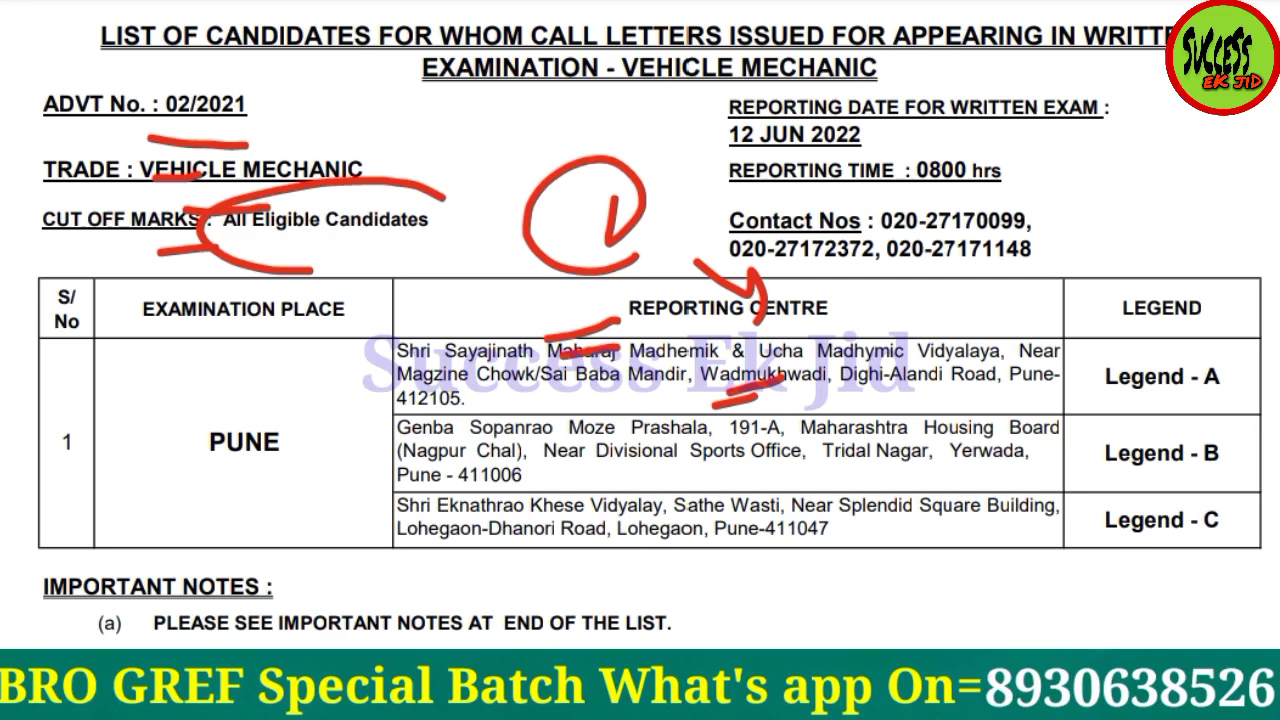 LIST OF CANDIDATES FOR WHOM CALL LETTERS ISSUED FOR APPEARING IN WRITTE
EXAMINATION - VEHICLE MECHANIC
SUCCESS
EK JID
ADVT No. : 02/2021
REPORTING DATE FOR WRITTEN EXAM :
12 JUN 2022
TRADE : VEHICLE MECHANIC
REPORTING TIME : 0800 hrs
CUT OFF MARKS : All Eligible Candidates
Contact Nos : 020-27170099,
020-27172372, 020-27171148
S/
No
EXAMINATION PLACE
REPORTING CENTRE
LEGEND
1
PUNE
Shri Sayajinath Maharaj Madhemik & Ucha Madhymic Vidyalaya, Near
Magzine Chowk/Sai Baba Mandir, Wadmukhwadi, Dighi-Alandi Road, Pune-
412105.
Legend - A
Genba Sopanrao Moze Prashala, 191-A, Maharashtra Housing Board
(Nagpur Chal), Near Divisional Sports Office, Tridal Nagar, Yerwada,
Pune - 411006
Legend - B
Shri Eknathrao Khese Vidyalay, Sathe Wasti, Near Splendid Square Building,
Lohegaon-Dhanori Road, Lohegaon, Pune-411047
Legend - C
Success Ek Jid
IMPORTANT NOTES :
(a) PLEASE SEE IMPORTANT NOTES AT END OF THE LIST.
BRO GREF Special Batch What's app On=8930638526